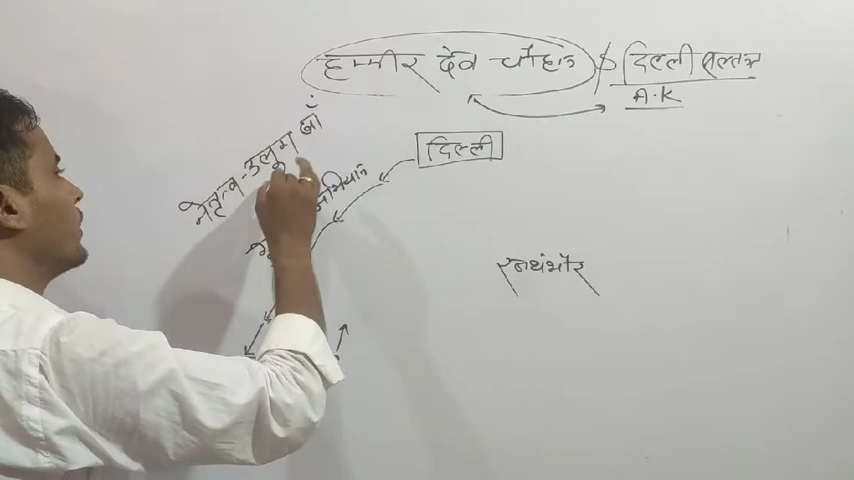 हम्मीर देव चौहान
दिल्ली सल्तनत
A.K
नेतृत्व - उलूग खाँ
दिल्ली
अभियान
रणथंभौर